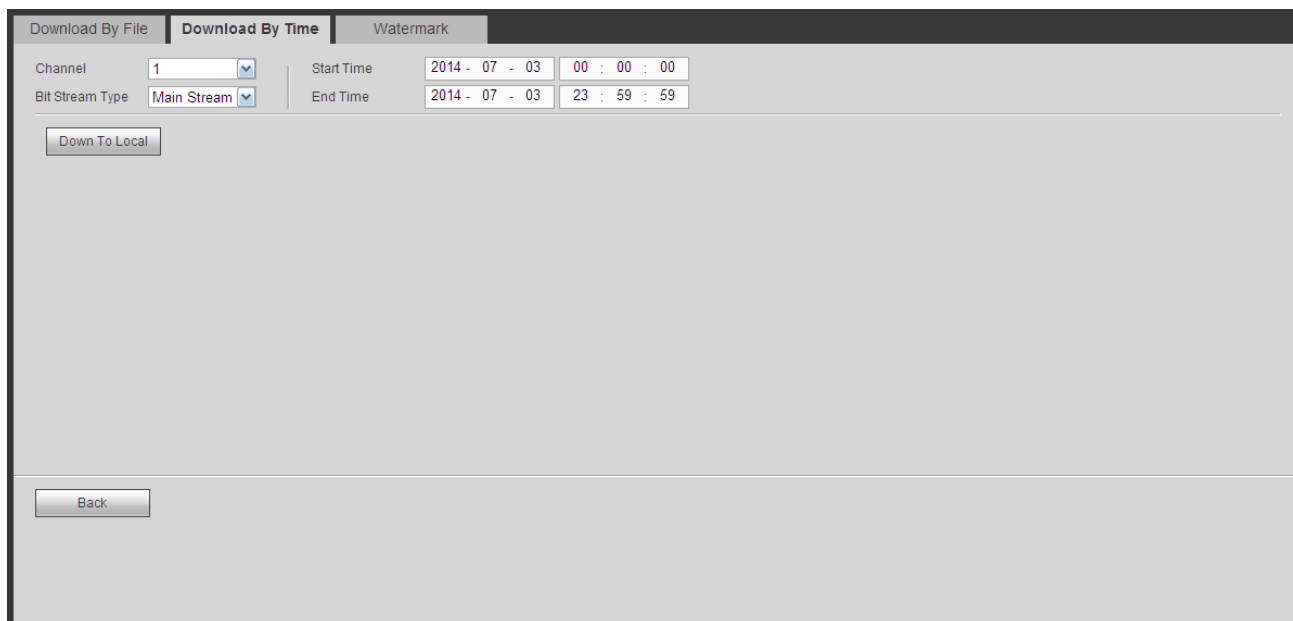 Download By File Download By Time Watermark
Channel 1 Start Time 2014 - 07 - 03 00 : 00 : 00
Bit Stream Type Main Stream End Time 2014 - 07 - 03 23 : 59 : 59
Down To Local
Back